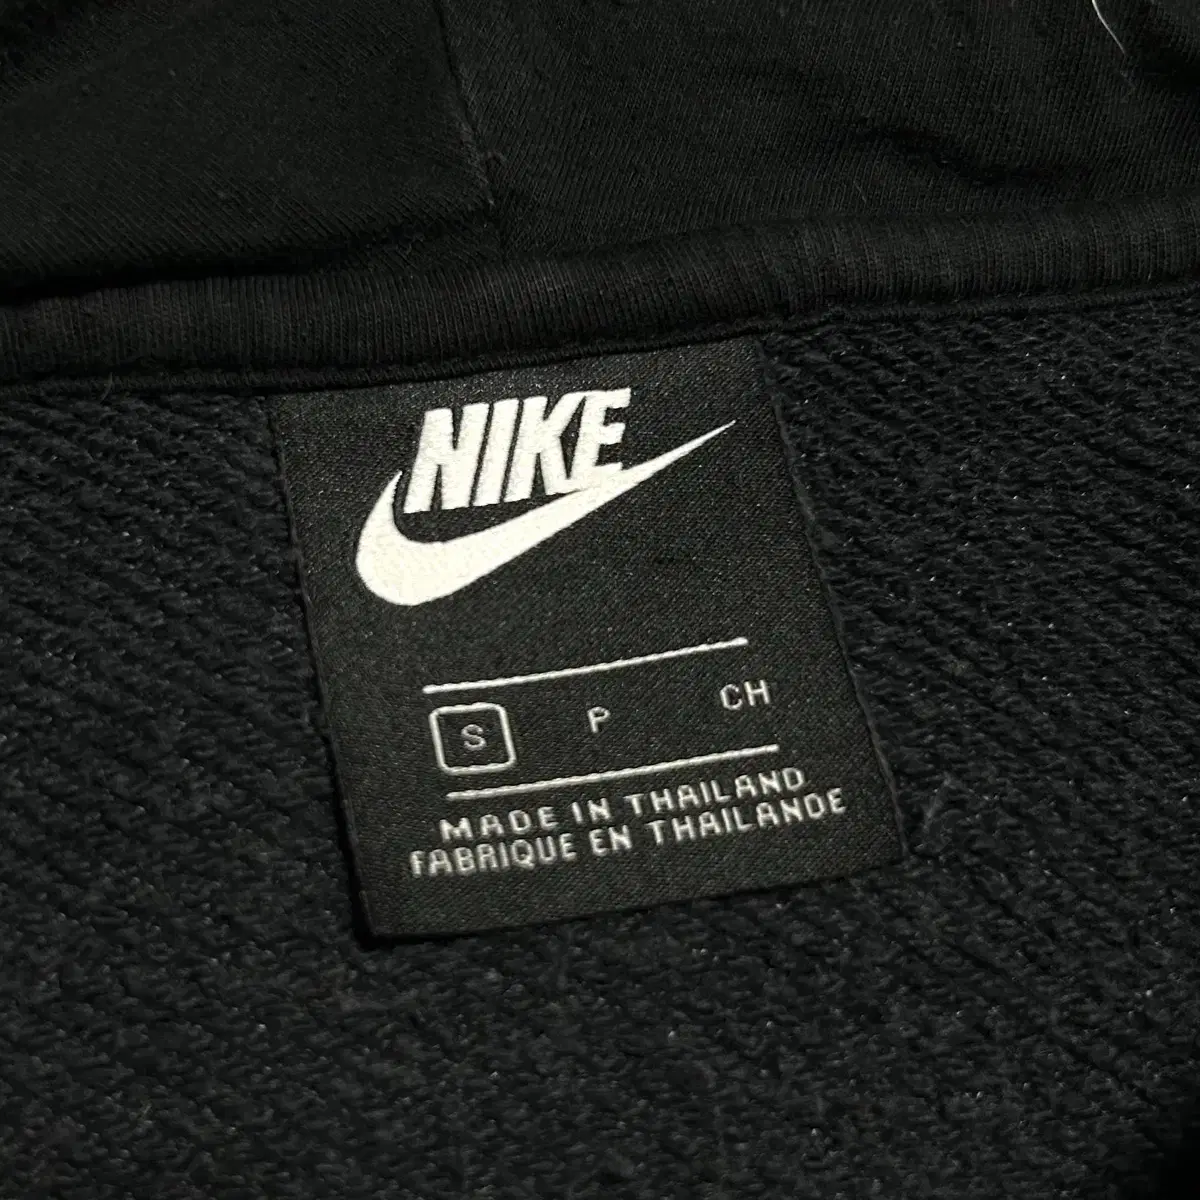 NIKE
S P CH
MADE IN THAILAND
FABRIQUE EN THAILANDE